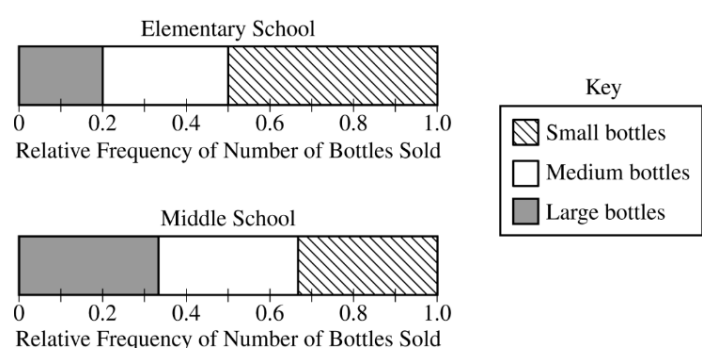 Elementary School
0 0.2 0.4 0.6 0.8 1.0
Relative Frequency of Number of Bottles Sold
Key
Small bottles
Medium bottles
Large bottles
Middle School
0 0.2 0.4 0.6 0.8 1.0
Relative Frequency of Number of Bottles Sold